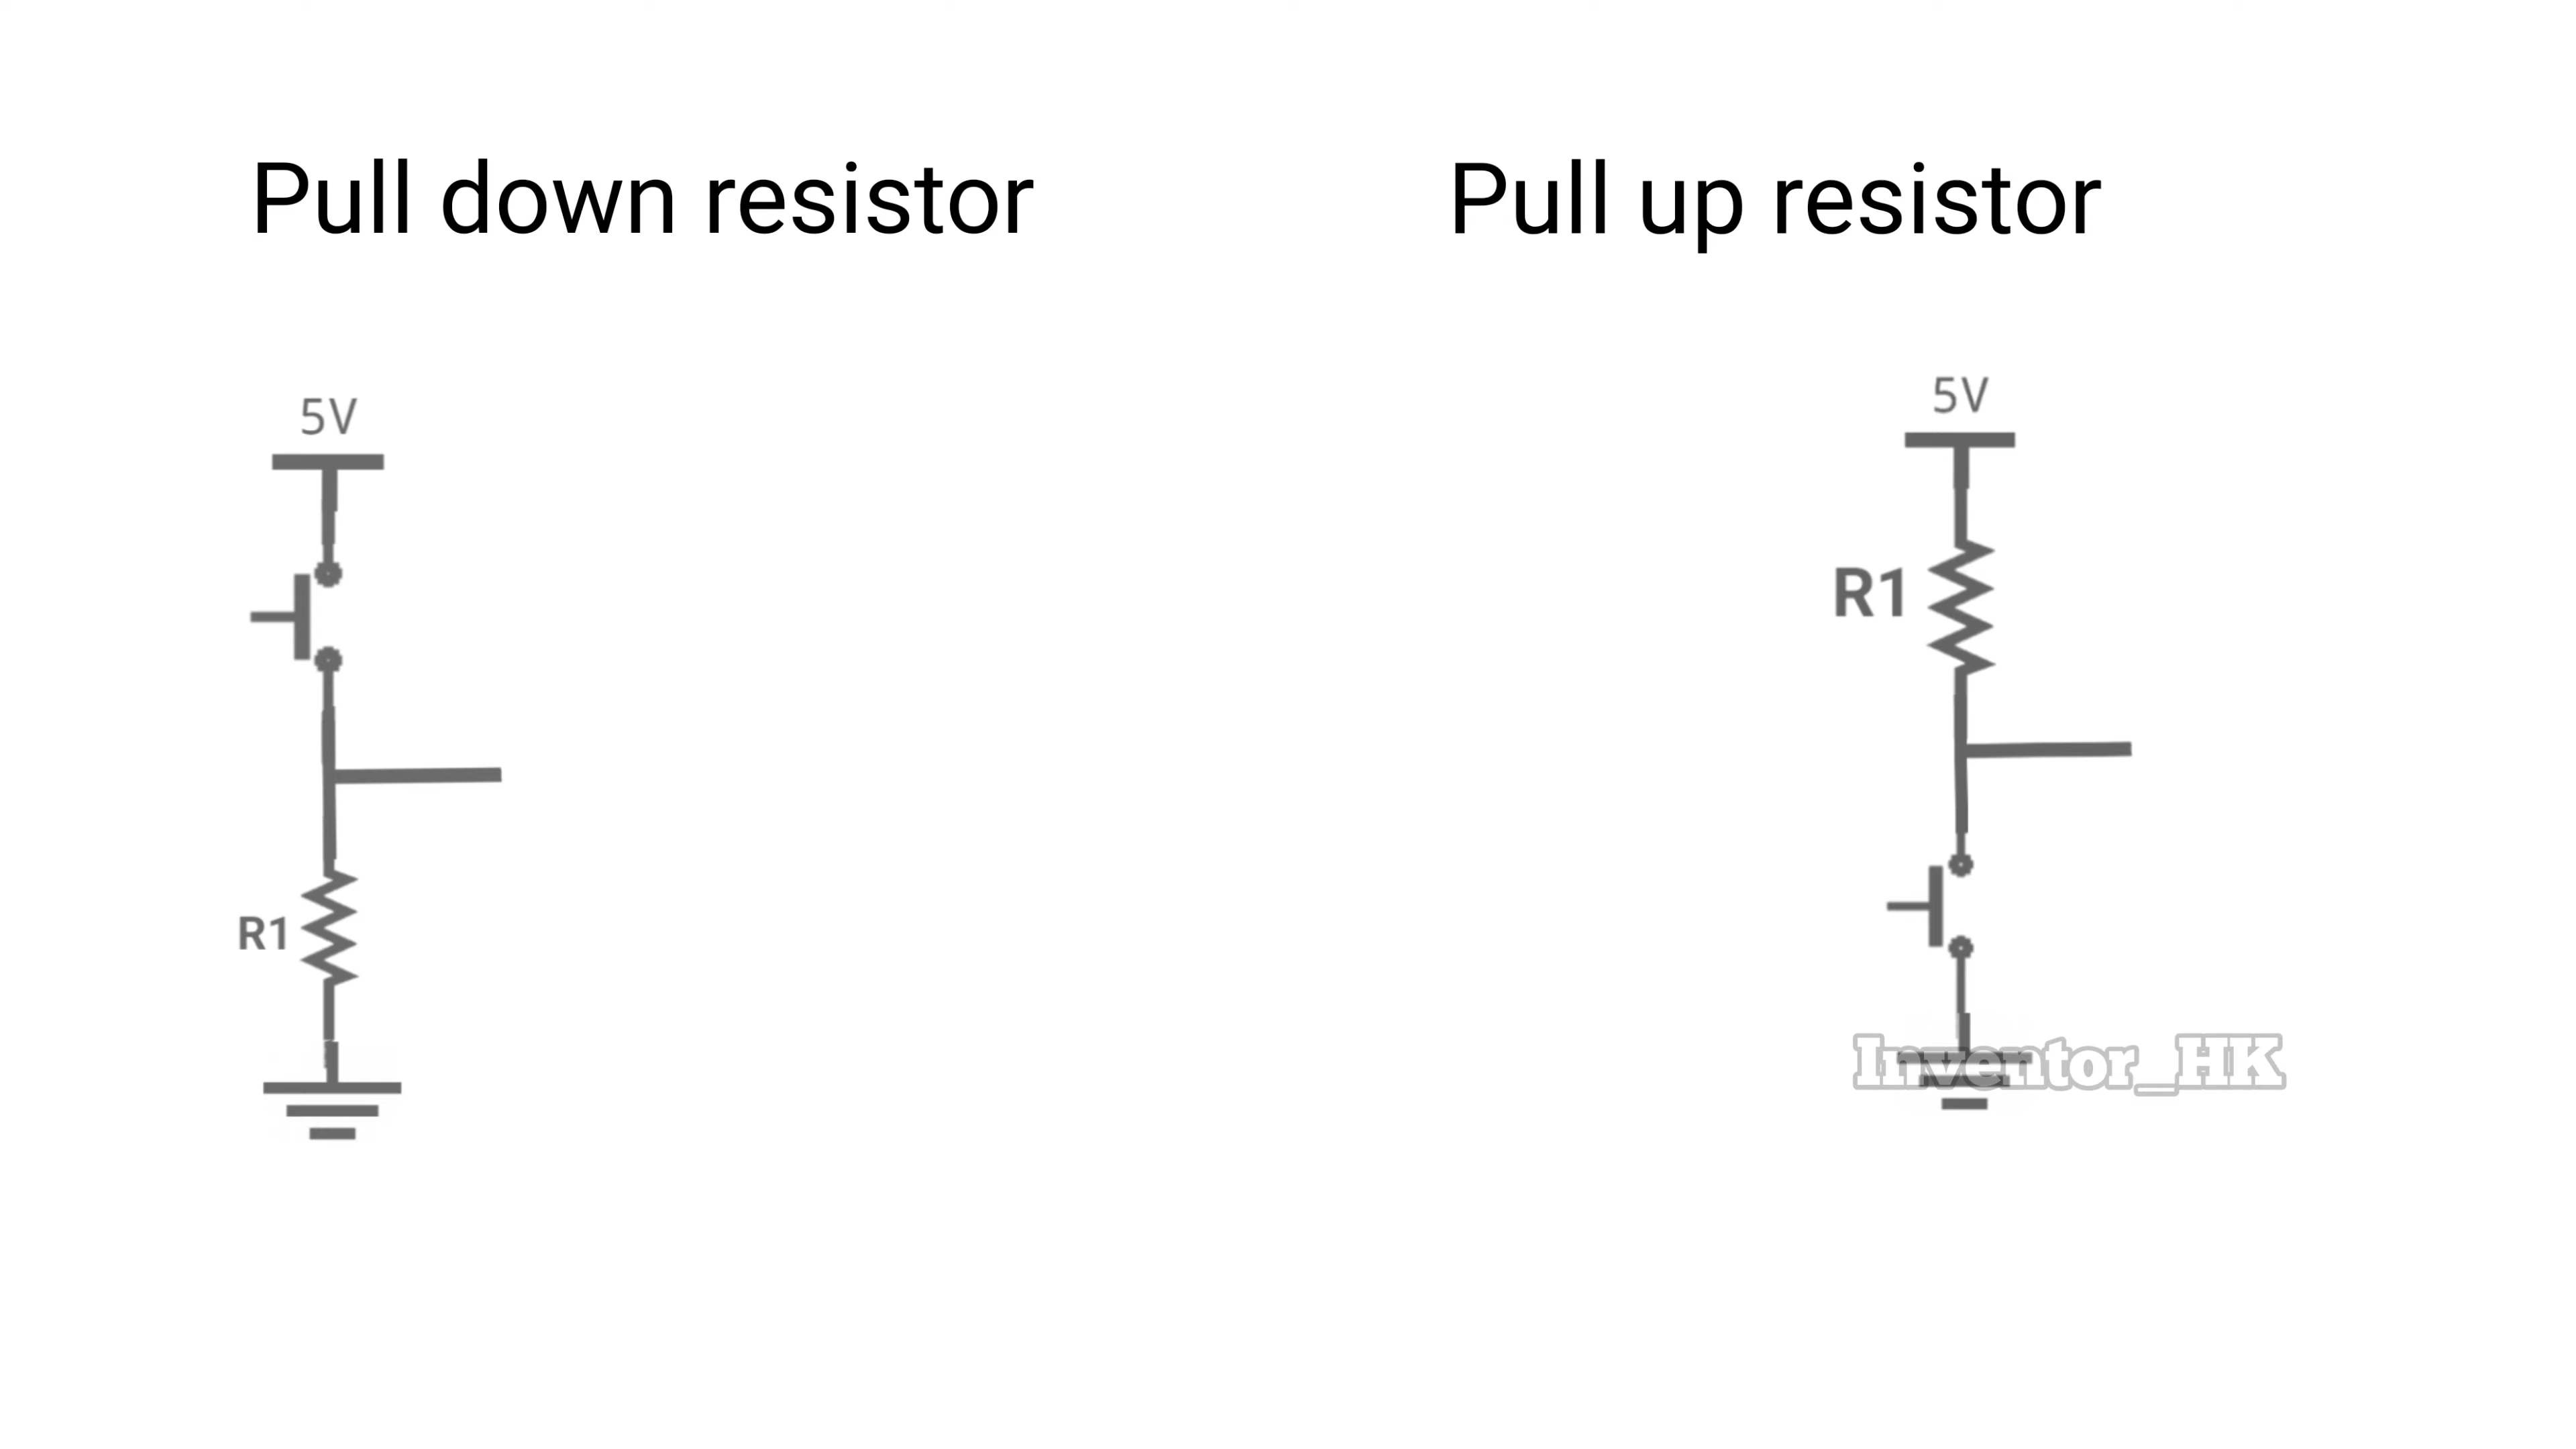 Pull down resistor
Pull up resistor
5V
5V
R1
R1
Inventor_HK